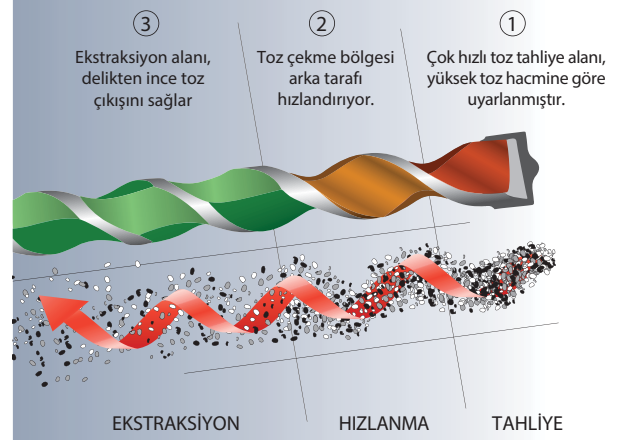 ③
Ekstraksiyon alanı,
delikten ince toz
çıkışını sağlar
②
Toz çekme bölgesi
arka tarafı
hızlandırıyor.
①
Çok hızlı toz tahliye alanı,
yüksek toz hacmine göre
uyarlanmıştır.
EKSTRAKSİYON
HIZLANMA
TAHLİYE